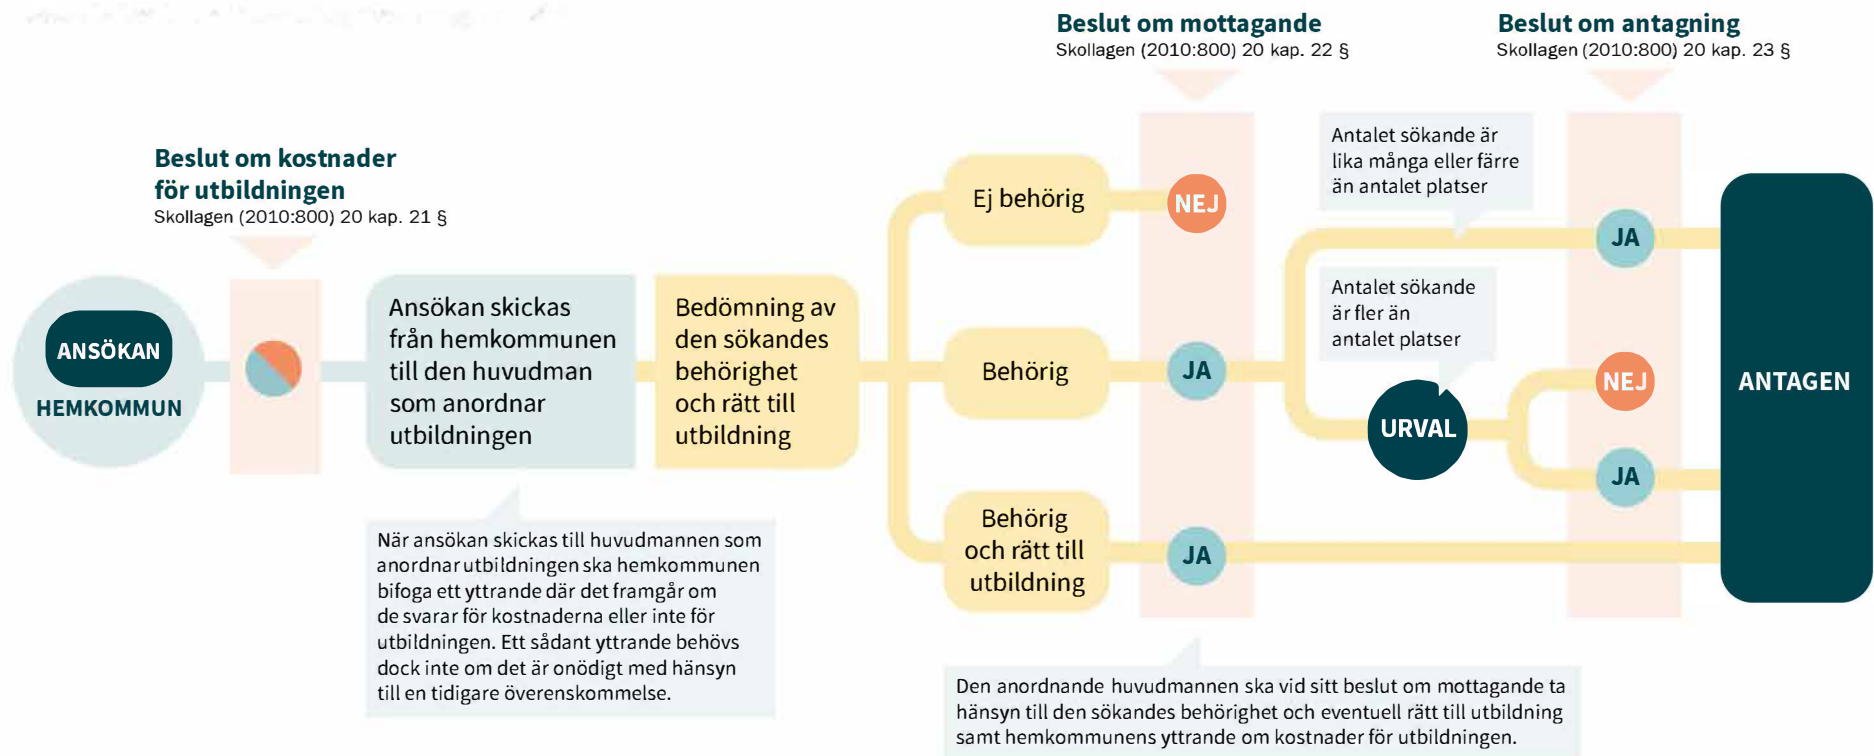 Beslut om mottagande
Skollagen (2010:800) 20 kap. 22 §
Beslut om antagning
Skollagen (2010:800) 20 kap. 23 §
Beslut om kostnader
för utbildningen
Skollagen (2010:800) 20 kap. 21 §
ANSÖKAN
HEMKOMMUN
Ansökan skickas
från hemkommunen
till den huvudman
som anordnar
utbildningen
Bedömning av
den sökandes
behörighet
och rätt till
utbildning
När ansökan skickas till huvudmannen som
anordnar utbildningen ska hemkommunen
bifoga ett yttrande där det framgår om
de svarar för kostnaderna eller inte för
utbildningen. Ett sådant yttrande behövs
dock inte om det är onödigt med hänsyn
till en tidigare överenskommelse.
Ej behörig
NEJ
Behörig
JA
Behörig
och rätt till
utbildning
JA
Antalet sökande är
lika många eller färre
än antalet platser
JA
Antalet sökande
är fler än
antalet platser
URVAL
NEJ
JA
ANTAGEN
Den anordnande huvudmannen ska vid sitt beslut om mottagande ta
hänsyn till den sökandes behörighet och eventuell rätt till utbildning
samt hemkommunens yttrande om kostnader för utbildningen.